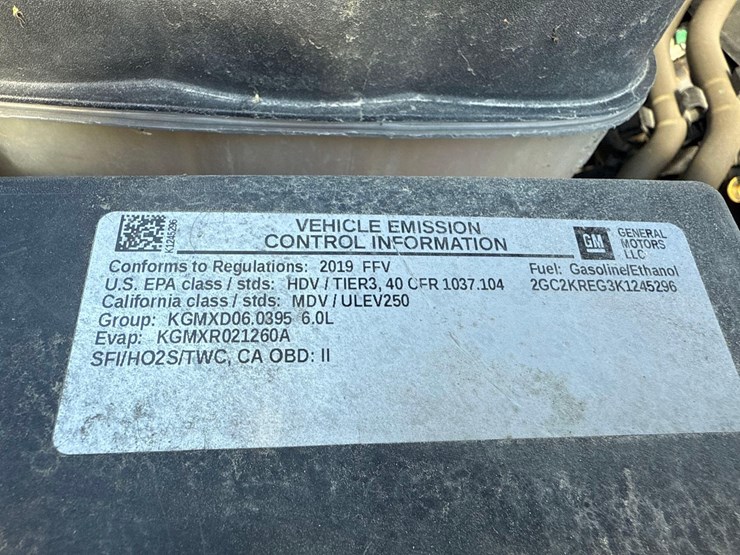 K1245296
VEHICLE EMISSION
CONTROL INFORMATION
GM
GENERAL
MOTORS
LLC
Conforms to Regulations: 2019 FFV
Fuel: Gasoline/Ethanol
U.S. EPA class / stds: HDV / TIER3, 40 CFR 1037.104
2GC2KREG3K1245296
California class / stds: MDV / ULEV250
Group: KGMXD06.0395 6.0L
Evap: KGMXR021260A
SFI/HO2S/TWC, CA OBD: II